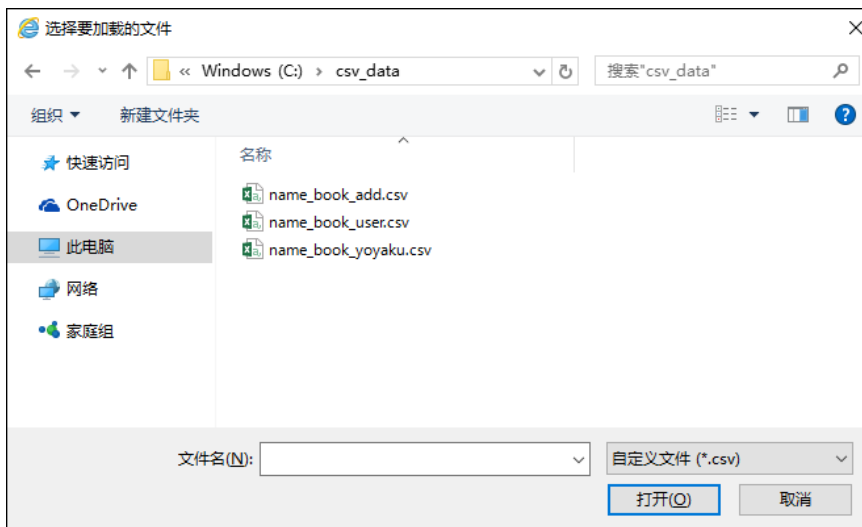 选择要加载的文件
« Windows (C:) › csv_data
搜索"csv_data"
组织
新建文件夹
?
快速访问
OneDrive
此电脑
网络
家庭组
名称
name_book_add.csv
name_book_user.csv
name_book_yoyaku.csv
文件名(N):
自定义文件 (*.csv)
打开(O)
取消